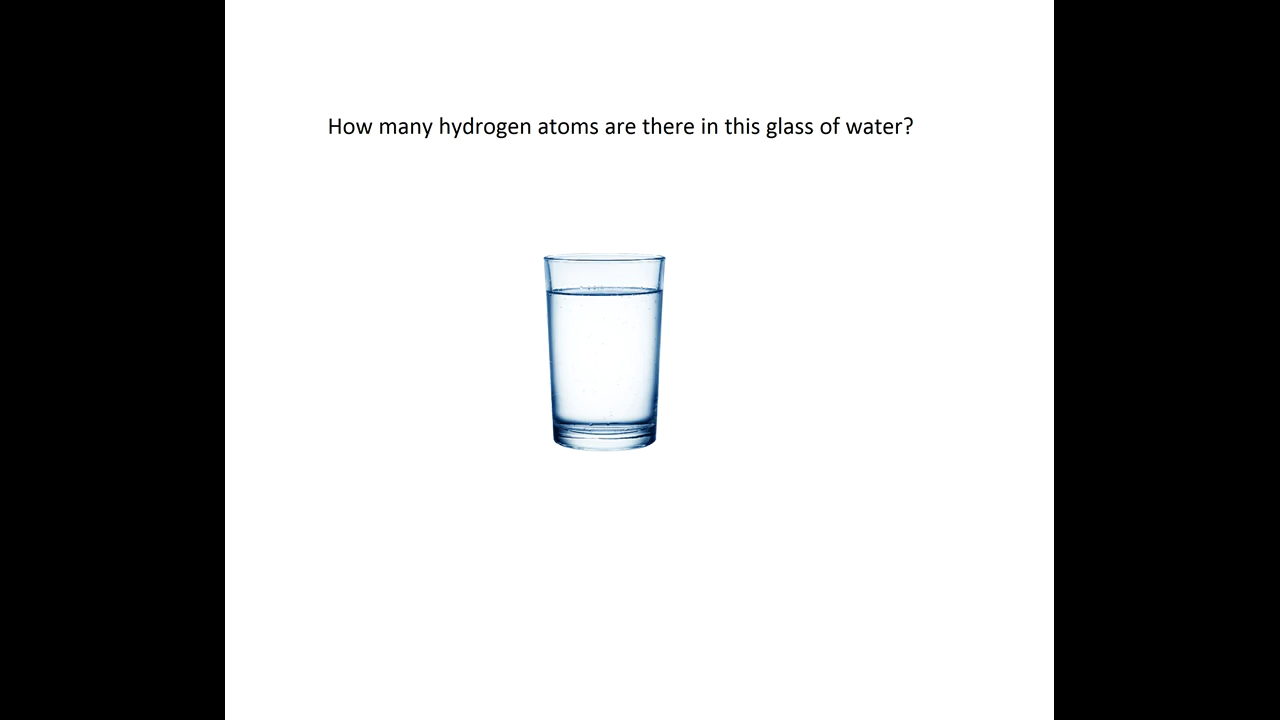 How many hydrogen atoms are there in this glass of water?